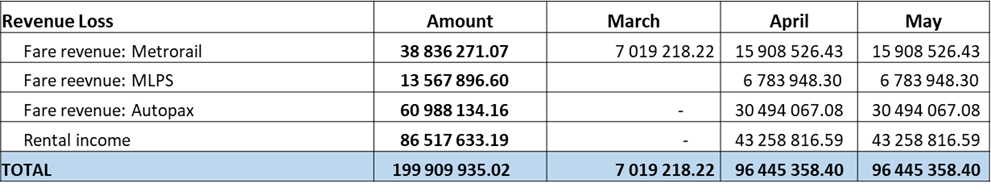 Revenue Loss Amount March April May
Fare revenue: Metrorail 38 836 271.07 7 019 218.22 15 908 526.43 15 908 526.43
Fare reevnue: MLPS 13 567 896.60 6 783 948.30 6 783 948.30
Fare revenue: Autopax 60 988 134.16 - 30 494 067.08 30 494 067.08
Rental income 86 517 633.19 - 43 258 816.59 43 258 816.59
TOTAL 199 909 935.02 7 019 218.22 96 445 358.40 96 445 358.40